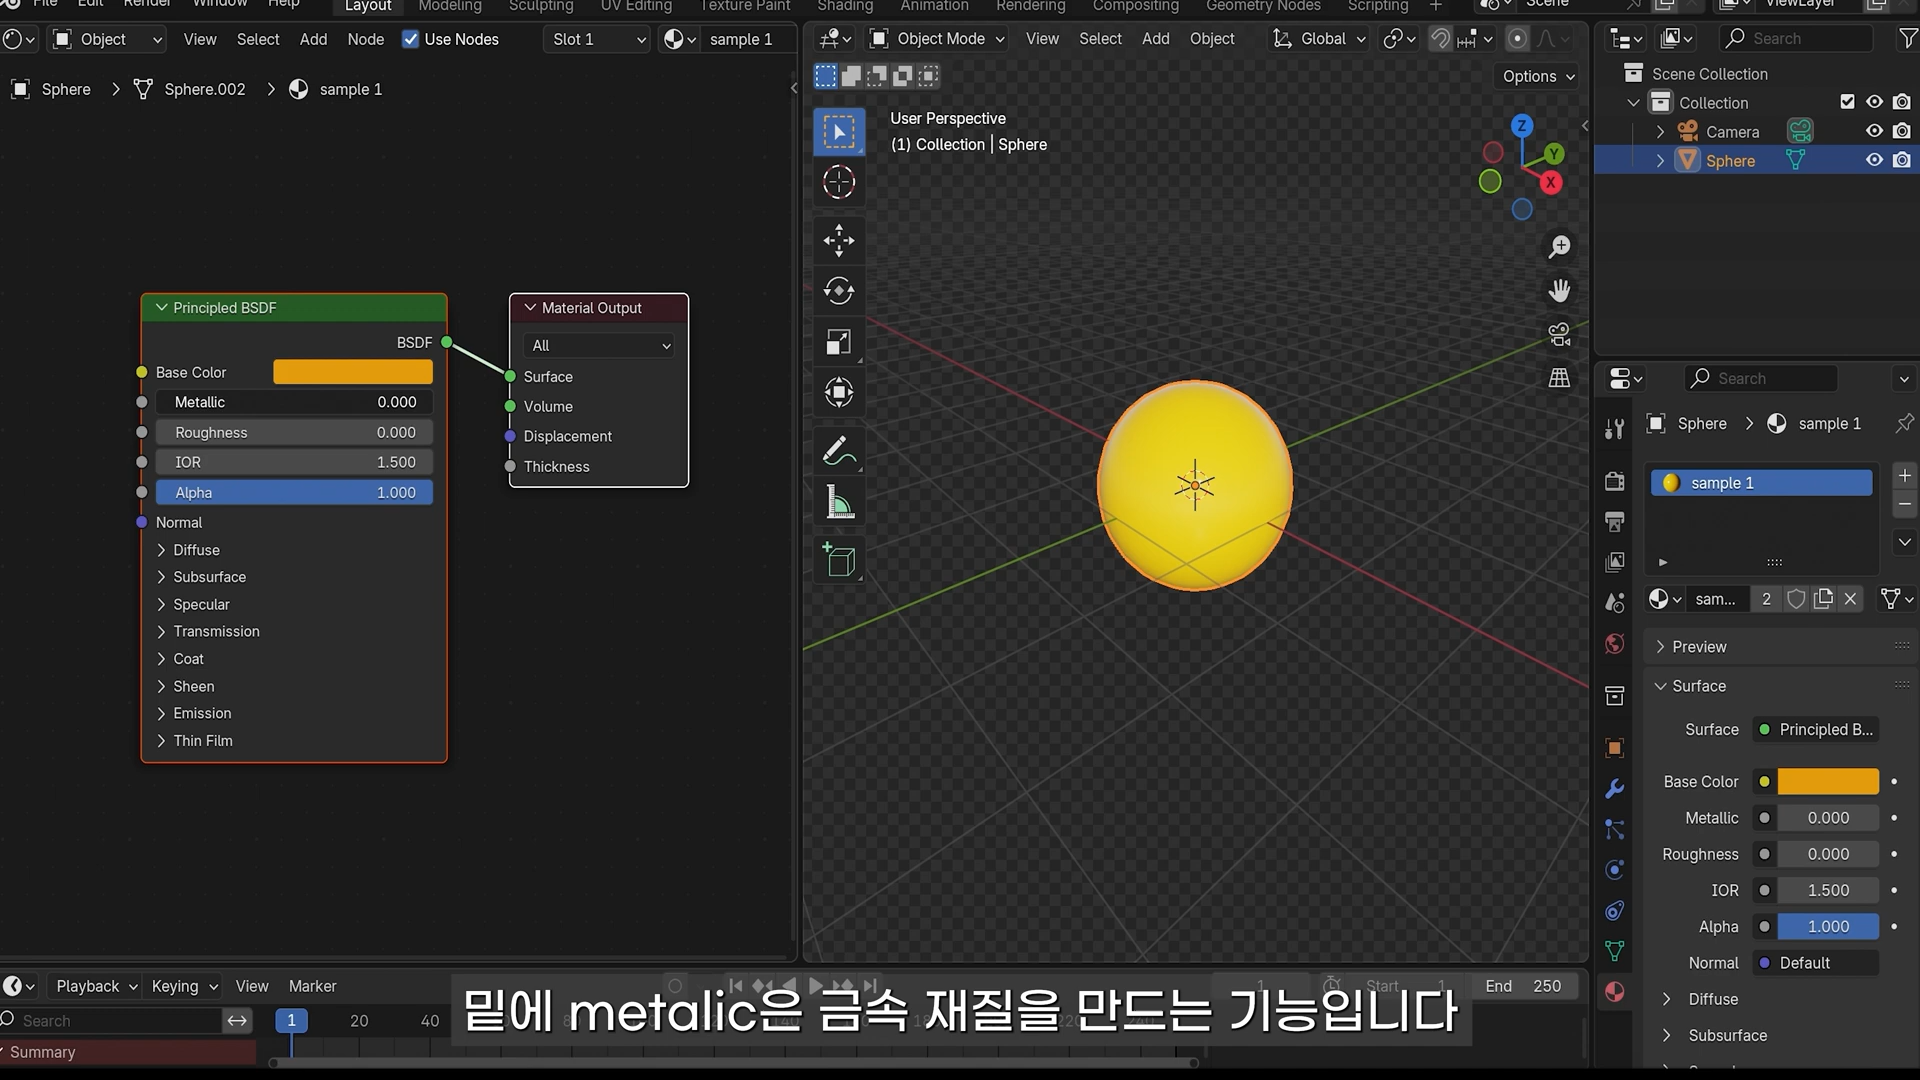 File Edit Render Window Help Layout Modeling Sculpting UV Editing Texture Paint Shading Animation Rendering Compositing Geometry Nodes Scripting + Scene ViewLayer
Object View Select Add Node Use Nodes Slot 1 sample 1
Object Mode View Select Add Object Global
Search
Options
Sphere > Sphere.002 > sample 1
User Perspective
(1) Collection | Sphere
Z
Y
X
Scene Collection
Collection
Camera
Sphere
Principled BSDF
BSDF
Base Color
Metallic 0.000
Roughness 0.000
IOR 1.500
Alpha 1.000
Normal
Diffuse
Subsurface
Specular
Transmission
Coat
Sheen
Emission
Thin Film
Material Output
All
Surface
Volume
Displacement
Thickness
Search
Sphere > sample 1
sample 1
sam... 2
Preview
Surface
Surface Principled B...
Base Color
Metallic 0.000
Roughness 0.000
IOR 1.500
Alpha 1.000
Normal Default
Diffuse
Subsurface
Playback Keying View Marker
1 Start 1 End 250
Search 1 20 40
Summary
밑에 metalic은 금속 재질을 만드는 기능입니다